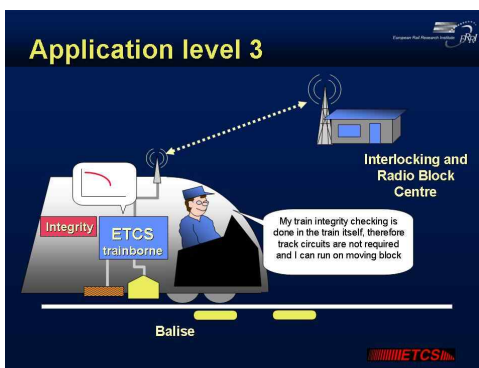 Application level 3
European Rail Research Institute
Interlocking and
Radio Block
Centre
Integrity
ETCS
trainborne
My train integrity checking is
done in the train itself, therefore
track circuits are not required
and I can run on moving block
Balise
ETCS